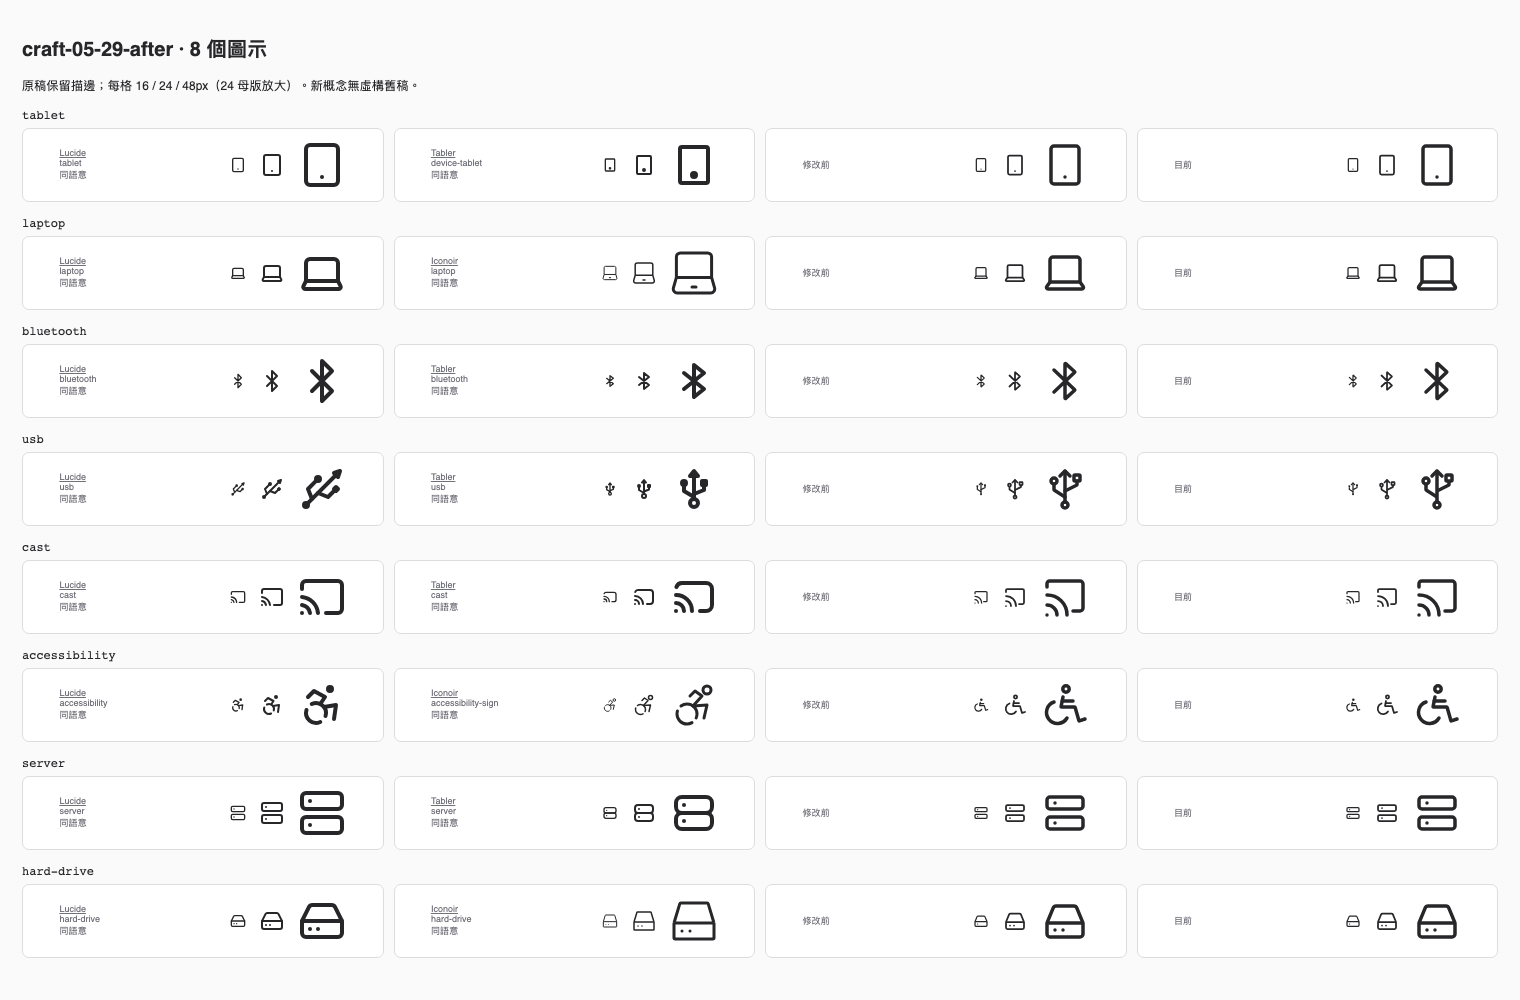 craft-05-29-after · 8 個圖示
原稿保留描邊；每格 16 / 24 / 48px（24 母版放大）。新概念無虛構舊稿。
tablet
Lucide
tablet
同語意
Tabler
device-tablet
同語意
修改前
目前
laptop
Lucide
laptop
同語意
Iconoir
laptop
同語意
修改前
目前
bluetooth
Lucide
bluetooth
同語意
Tabler
bluetooth
同語意
修改前
目前
usb
Lucide
usb
同語意
Tabler
usb
同語意
修改前
目前
cast
Lucide
cast
同語意
Tabler
cast
同語意
修改前
目前
accessibility
Lucide
accessibility
同語意
Iconoir
accessibility-sign
同語意
修改前
目前
server
Lucide
server
同語意
Tabler
server
同語意
修改前
目前
hard-drive
Lucide
hard-drive
同語意
Iconoir
hard-drive
同語意
修改前
目前